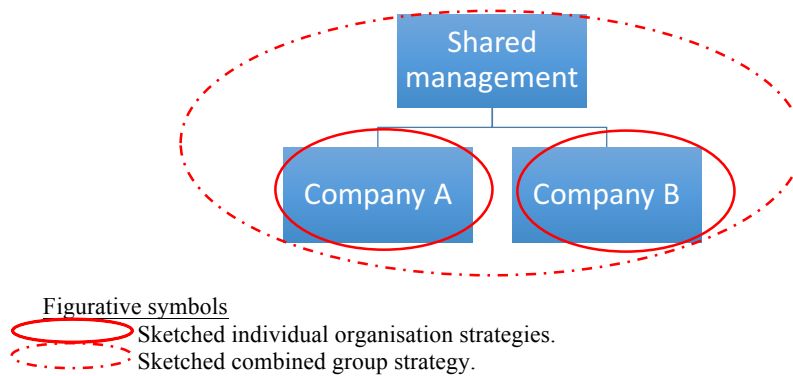 Shared
management
Company A
Company B
Figurative symbols
Sketched individual organisation strategies.
Sketched combined group strategy.